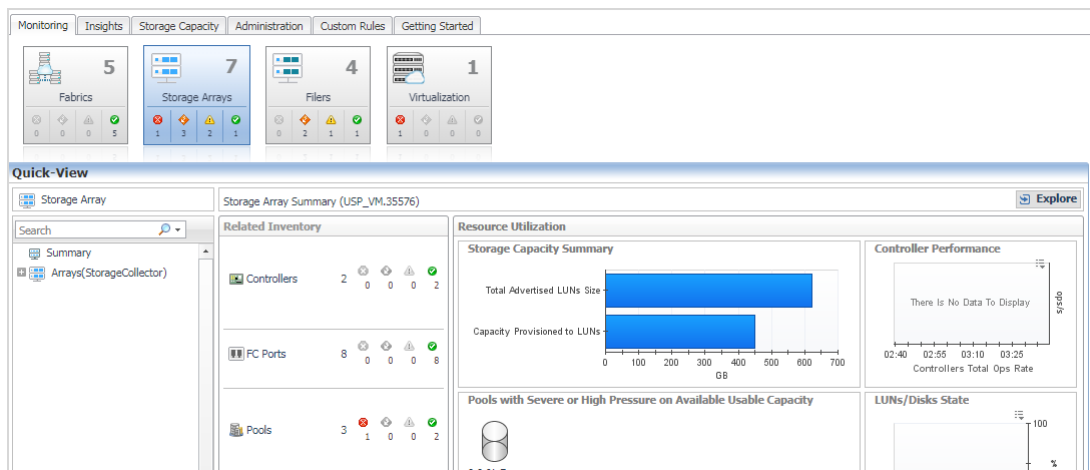 Monitoring Insights Storage Capacity Administration Custom Rules Getting Started
5 7 4 1
Fabrics Storage Arrays Filers Virtualization
0 0 0 5 1 3 2 1 0 2 1 1 1 0 0 0
Quick-View
Storage Array
Storage Array Summary (USP_VM.35576)
Explore
Search
Summary
Arrays(StorageCollector)
Related Inventory
Controllers 2 0 0 0 2
FC Ports 8 0 0 0 8
Pools 3 1 0 0 2
Resource Utilization
Storage Capacity Summary
Total Advertised LUNs Size
Capacity Provisioned to LUNs
0 100 200 300 400 500 600 700
GB
Controller Performance
There Is No Data To Display
ops/s
02:40 02:55 03:10 03:25
Controllers Total Ops Rate
Pools with Severe or High Pressure on Available Usable Capacity
LUNs/Disks State
100
%